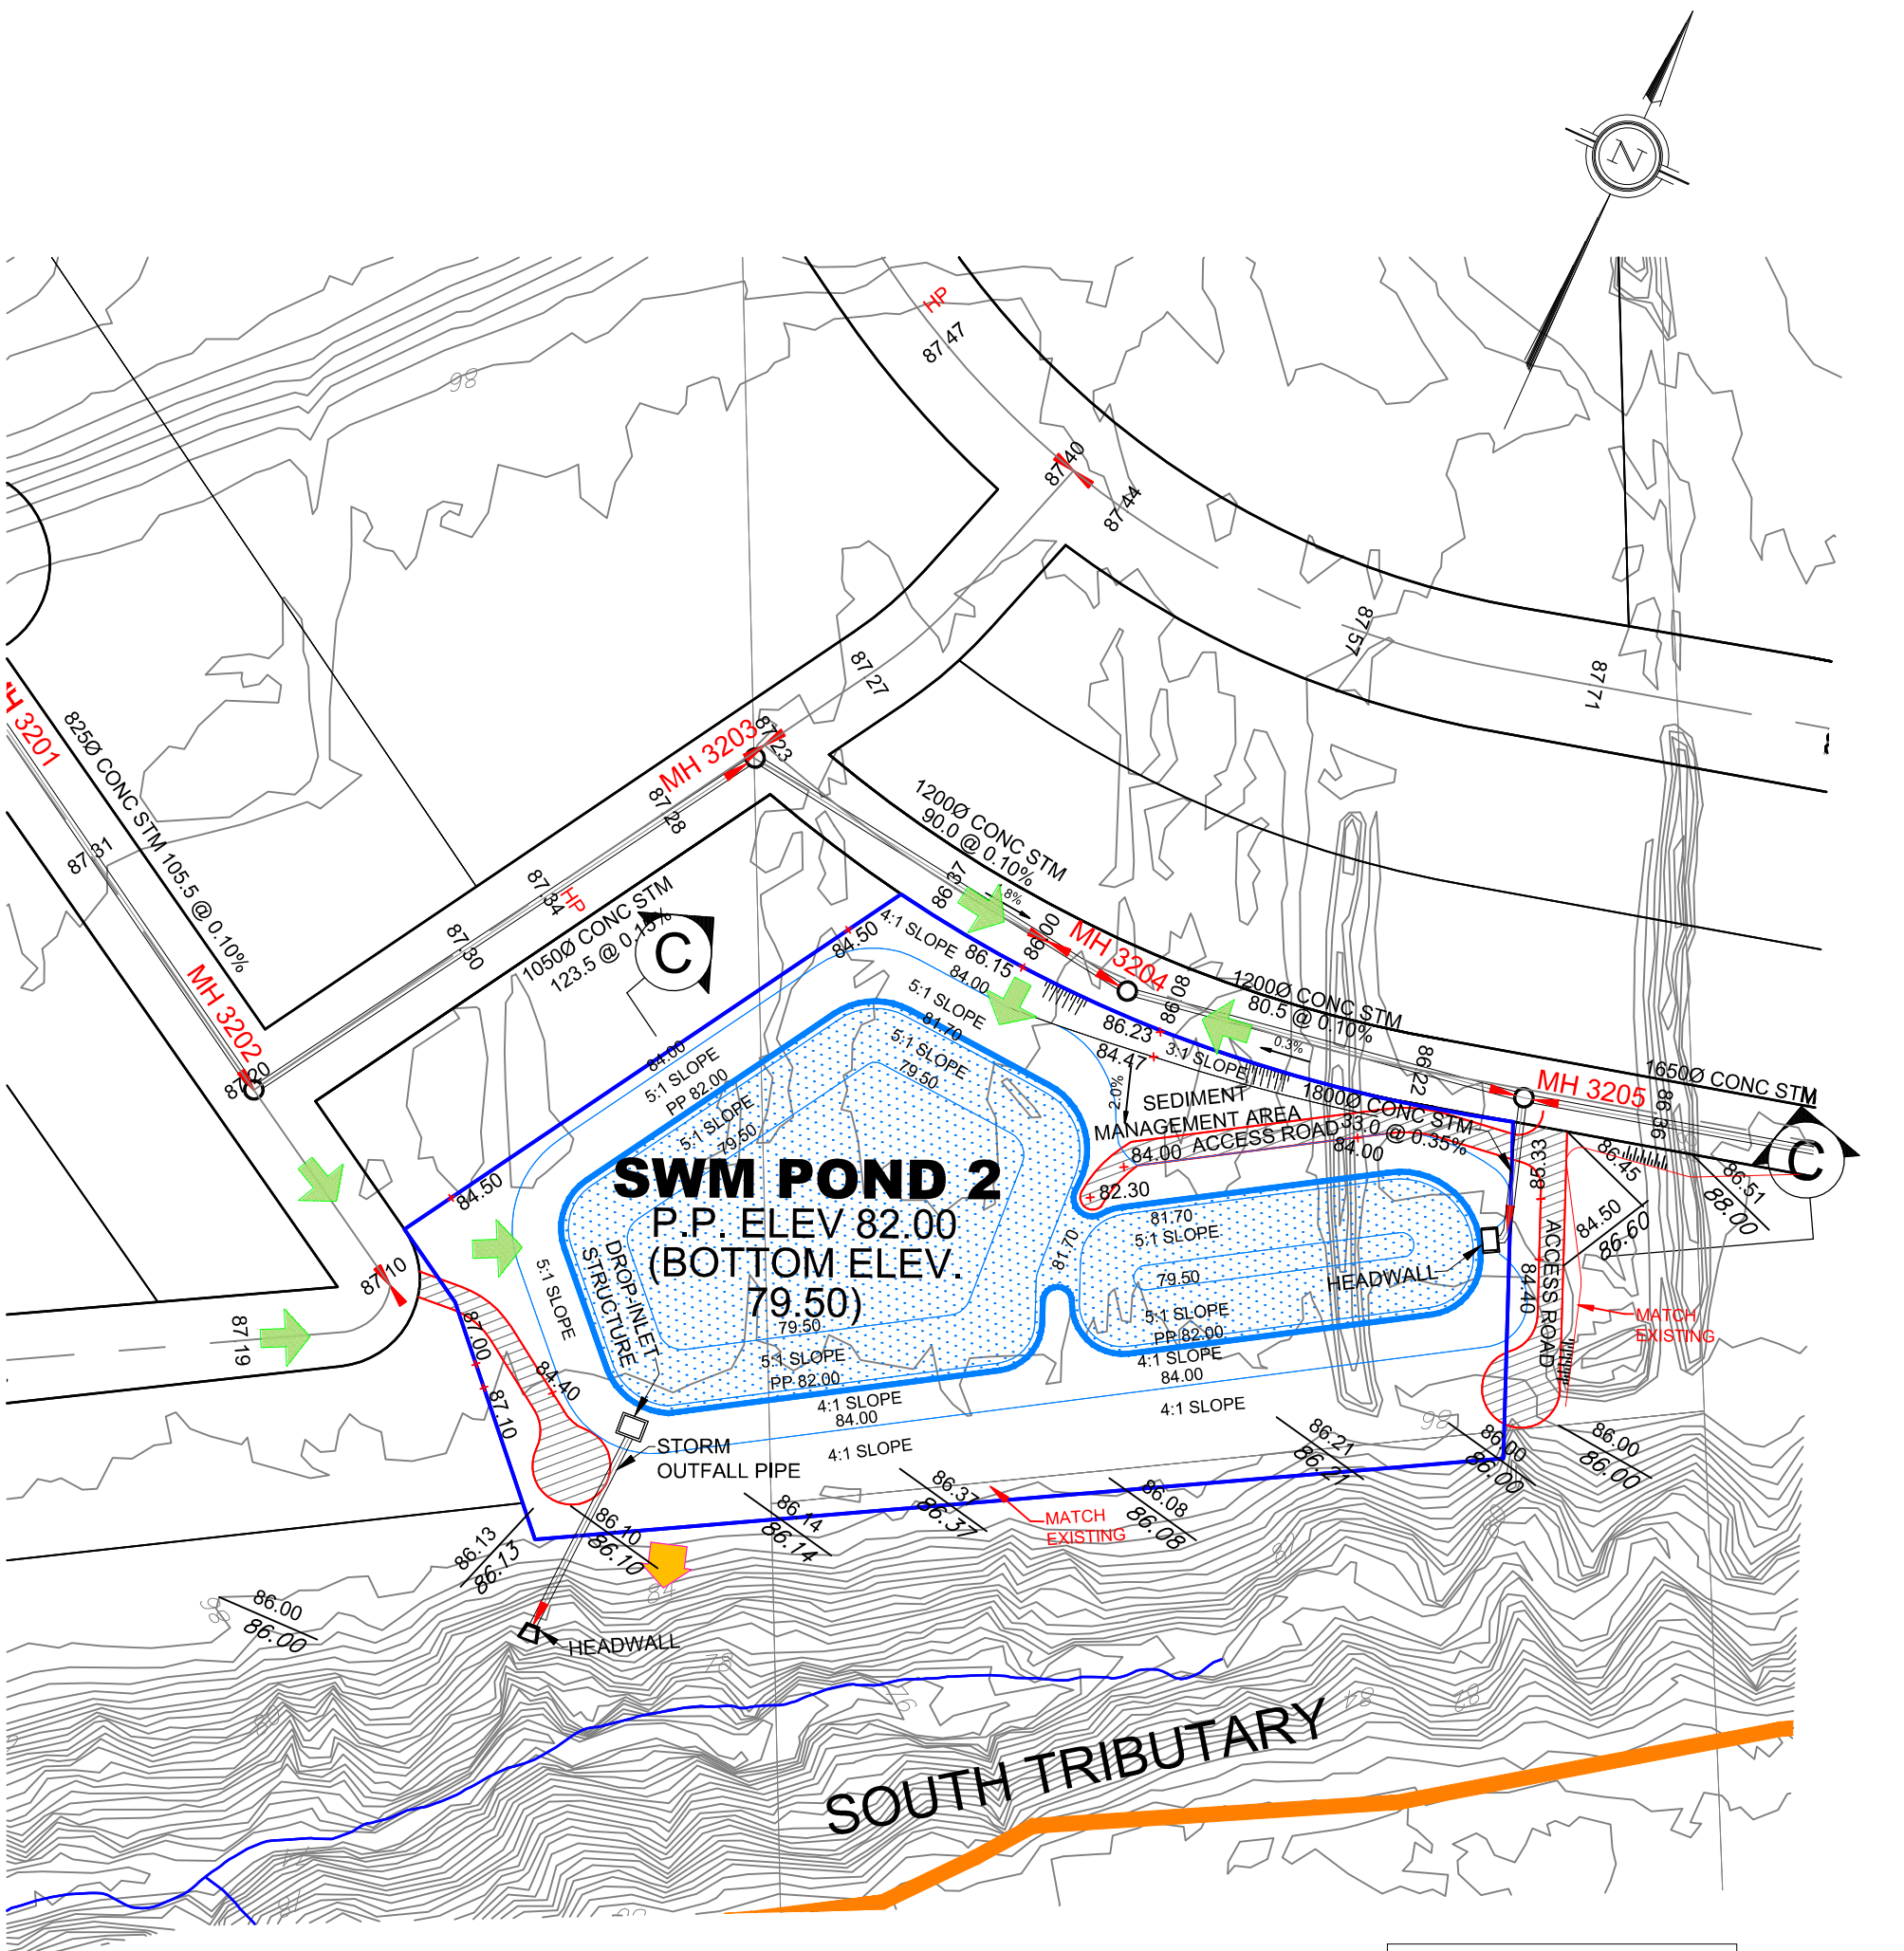 N
HP
87.47
98
87.40
87.44
87.57
87.71
87.27
MH 3201
825Ø CONC STM 105.5 @ 0.10%
87.31
MH 3203
87.23
87.28
1200Ø CONC STM
90.0 @ 0.10%
86.37
87.34
HP
87.30
1050Ø CONC STM
123.5 @ 0.15%
C
84.50
4:1 SLOPE
86.15
86.00
MH 3204
84.00
5:1 SLOPE
81.70
5:1 SLOPE
79.50
86.08
1200Ø CONC STM
80.5 @ 0.10%
0.3%
86.23
84.47
3:1 SLOPE
2.0%
86.22
MH 3205
1650Ø CONC STM
86.36
MH 3202
87.20
84.00
5:1 SLOPE
PP 82.00
5:1 SLOPE
79.50
SEDIMENT
MANAGEMENT AREA
1800Ø CONC STM
33.0 @ 0.35%
ACCESS ROAD
84.00
84.00
82.30
C
86.33
86.45
86.51
88.00
84.50
86.60
84.50
SWM POND 2
P.P. ELEV 82.00
(BOTTOM ELEV.
79.50)
81.70
5:1 SLOPE
81.70
79.50
HEADWALL
ACCESS ROAD
84.40
MATCH
EXISTING
DROP-INLET
STRUCTURE
5:1 SLOPE
87.10
87.19
87.00
84.40
87.10
79.50
5:1 SLOPE
PP 82.00
4:1 SLOPE
84.00
4:1 SLOPE
5:1 SLOPE
PP 82.00
4:1 SLOPE
84.00
4:1 SLOPE
STORM
OUTFALL PIPE
86.21
86.21
86.00
86.00
86.00
86.00
86.37
86.37
86.08
86.08
86.14
86.14
86.10
86.10
86.13
86.13
86.00
86.00
MATCH
EXISTING
HEADWALL
84
78
SOUTH TRIBUTARY